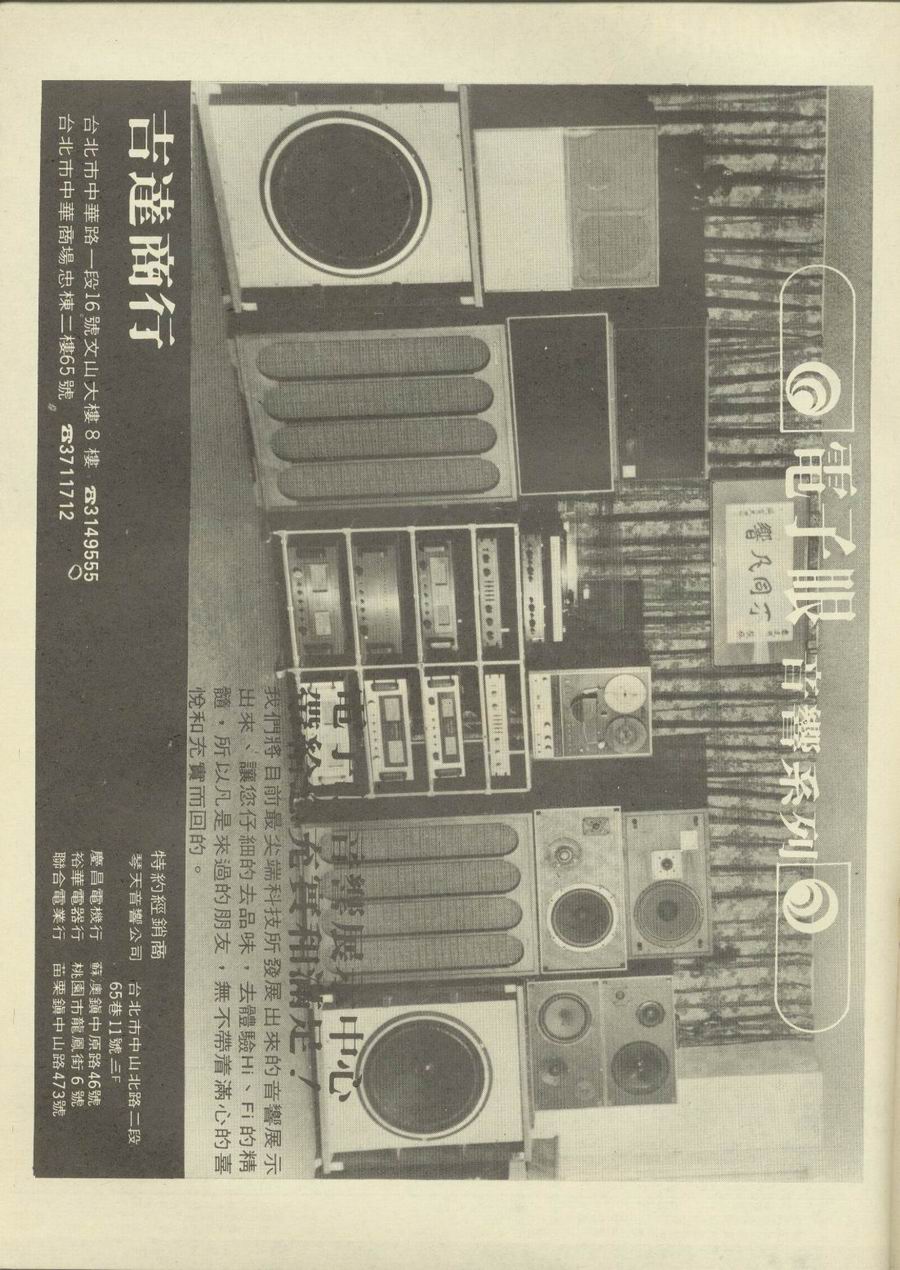 電子眼音響系列
響尺同不
電子眼音響展示中心
帶給您充實和滿足！
我們將目前最尖端科技所發展出來的音響展示
出來、讓您仔細的去品味，去體驗Hi、Fi的精
髓，所以凡是來過的朋友，無不帶着滿心的喜
悅和充實而回的。
吉達商行
台北市中華路一段16號文山大樓8樓 ☎3149555
台北市中華商場忠棟二樓65號 ☎3711712
特約經銷商
琴天音響公司 台北市中山北路二段
65巷11號三F
慶昌電機行 蘇澳鎮中原路46號
裕華電器行 桃園市龍鳳街6號
聯合電業行 苗栗鎮中山路473號